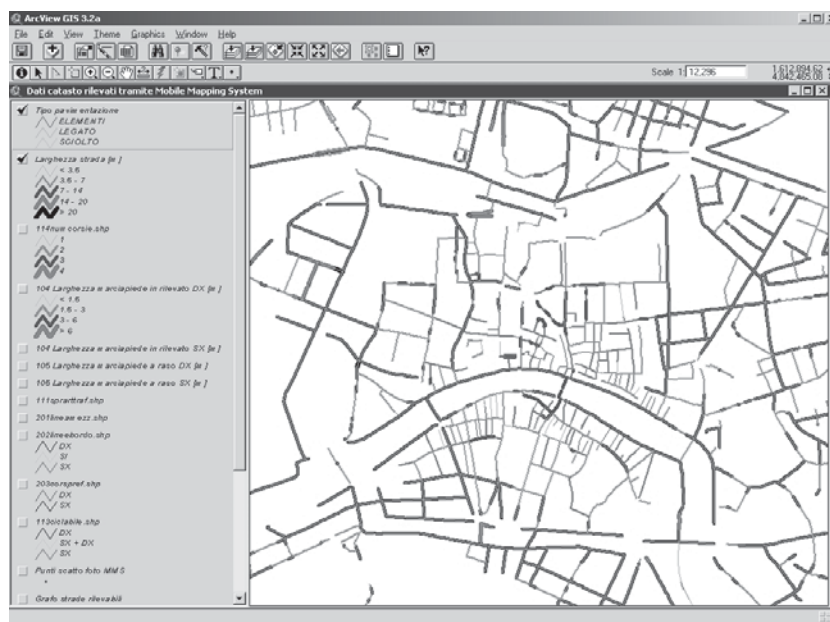 ArcView GIS 3.2a
File Edit View Theme Graphics Window Help
Scale 1: 12,296
1,612,894.62
4,842,465.08
Dati catasto rilevati tramite Mobile Mapping System
Tipo pavimentazione
ELEMENTI
LEGATO
SCIOLTO
Larghezza strada [m]
< 3.5
3.5 - 7
7 - 14
14 - 20
> 20
114num corsie.shp
1
2
3
4
104 Larghezza marciapiede in rilevato DX [m]
< 1.5
1.5 - 3
3 - 6
> 6
104 Larghezza marciapiede in rilevato SX [m]
105 Larghezza marciapiede a raso DX [m]
105 Larghezza marciapiede a raso SX [m]
111sparttraf.shp
201lineamezz.shp
202lineebordo.shp
DX
SI
SX
203corspref.shp
DX
SX
113ciclabile.shp
DX
SX + DX
SX
Punti scatto foto MMS
Grafo strade rilevabili